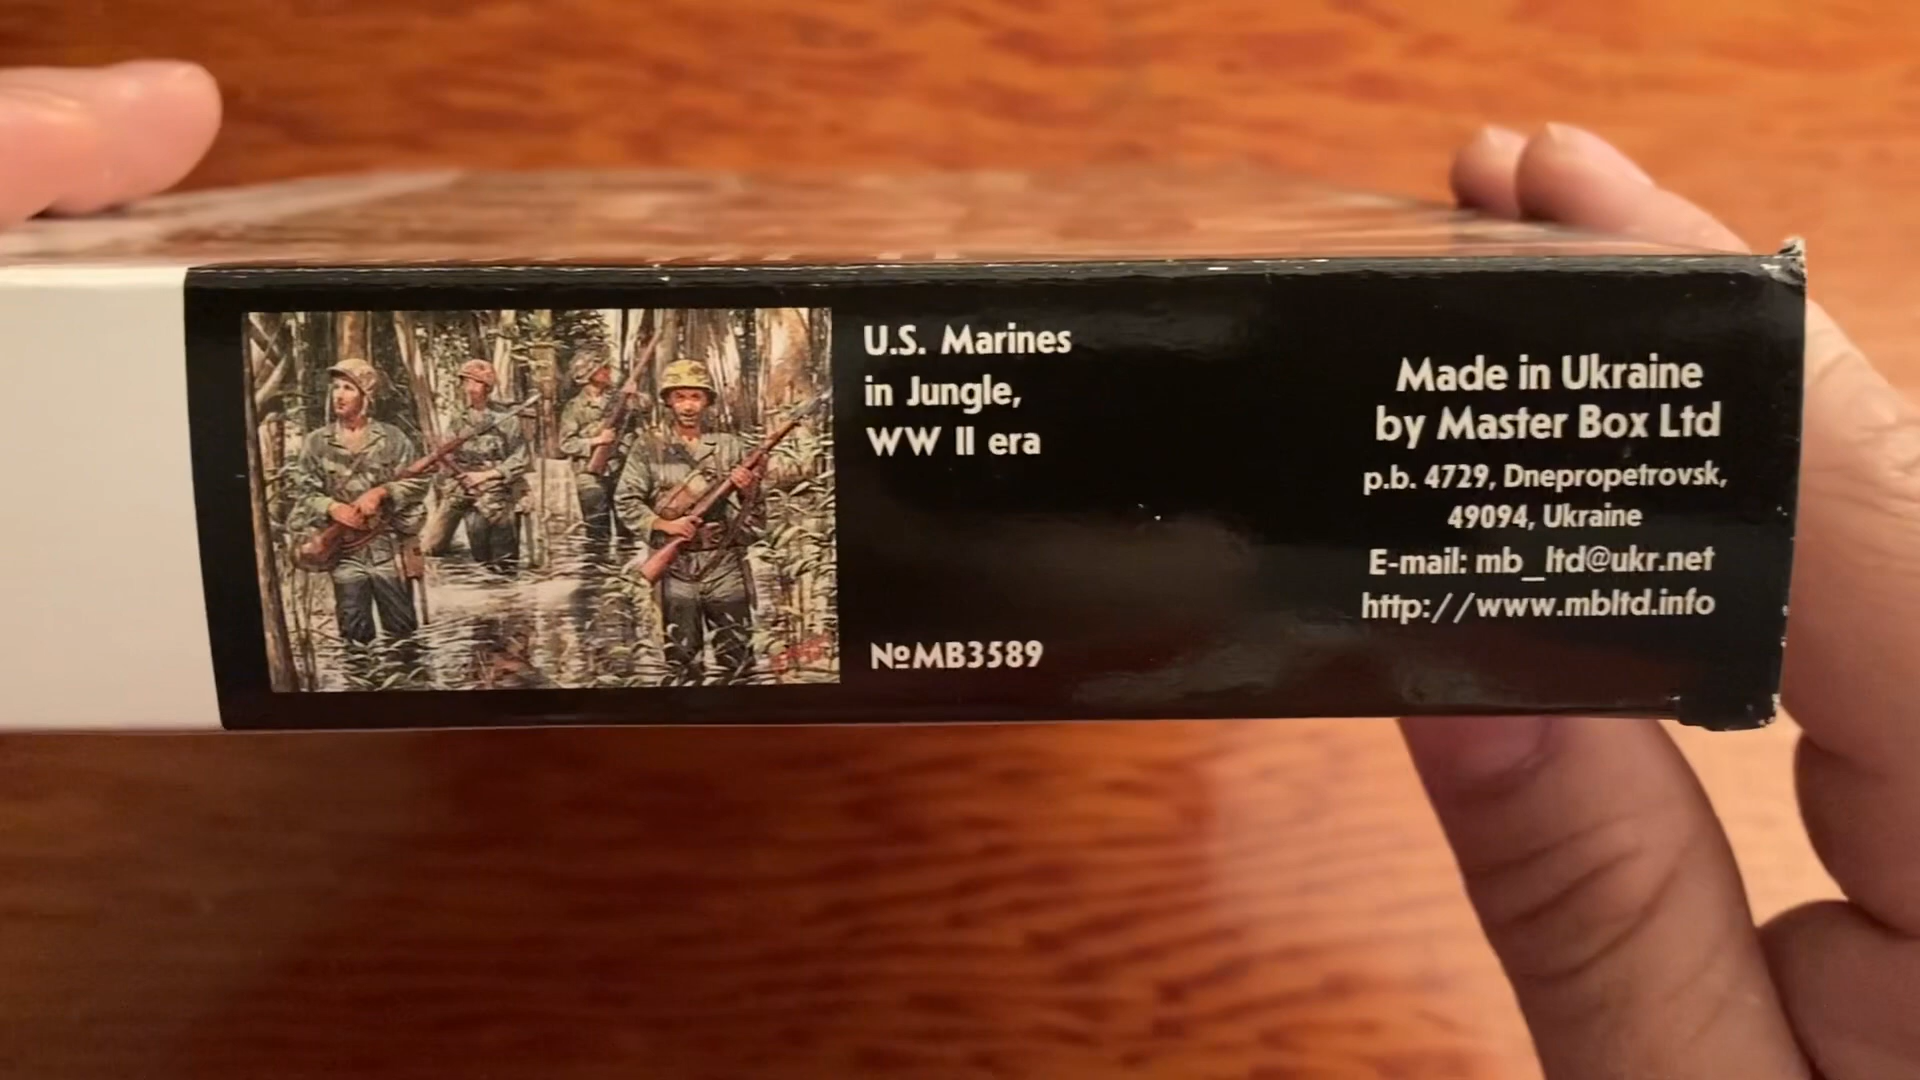 U.S. Marines
in Jungle,
WW II era
№MB3589
Made in Ukraine
by Master Box Ltd
p.b. 4729, Dnepropetrovsk,
49094, Ukraine
E-mail: mb_ltd@ukr.net
http://www.mbltd.info